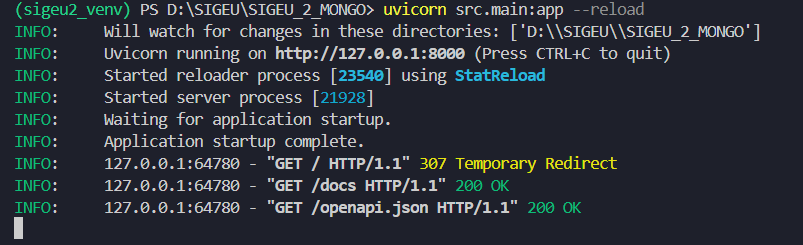 (sigeu2_venv) PS D:\SIGEU\SIGEU_2_MONGO> uvicorn src.main:app --reload
INFO:     Will watch for changes in these directories: ['D:\\SIGEU\\SIGEU_2_MONGO']
INFO:     Uvicorn running on http://127.0.0.1:8000 (Press CTRL+C to quit)
INFO:     Started reloader process [23540] using StatReload
INFO:     Started server process [21928]
INFO:     Waiting for application startup.
INFO:     Application startup complete.
INFO:     127.0.0.1:64780 - "GET / HTTP/1.1" 307 Temporary Redirect
INFO:     127.0.0.1:64780 - "GET /docs HTTP/1.1" 200 OK
INFO:     127.0.0.1:64780 - "GET /openapi.json HTTP/1.1" 200 OK